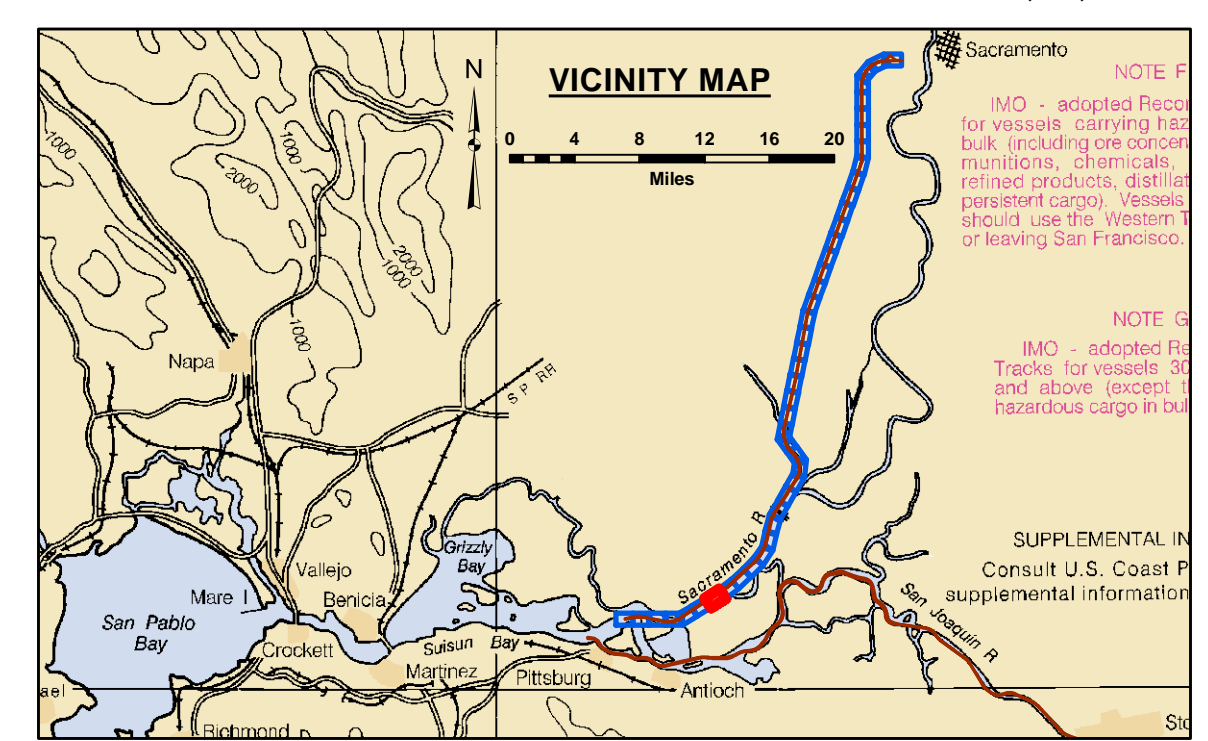 VICINITY MAP
N
0 4 8 12 16 20
Miles
Sacramento
NOTE F
IMO - adopted Recor
for vessels carrying haz
bulk (including ore concen
munitions, chemicals,
refined products, distillat
persistent cargo). Vessels
should use the Western T
or leaving San Francisco.
NOTE G
IMO - adopted Re
Tracks for vessels 30
and above (except t
hazardous cargo in bul
SUPPLEMENTAL IN
Consult U.S. Coast P
supplemental information
1000
2000
1000
2000
1000
1000
1000
Napa
S P RR
Grizzly
Bay
Sacramento R
Vallejo
Mare I
Benicia
San Pablo
Bay
Crockett
Suisun Bay
Martinez
Pittsburg
Antioch
San Joaquin R
ael
Richmond
Sto